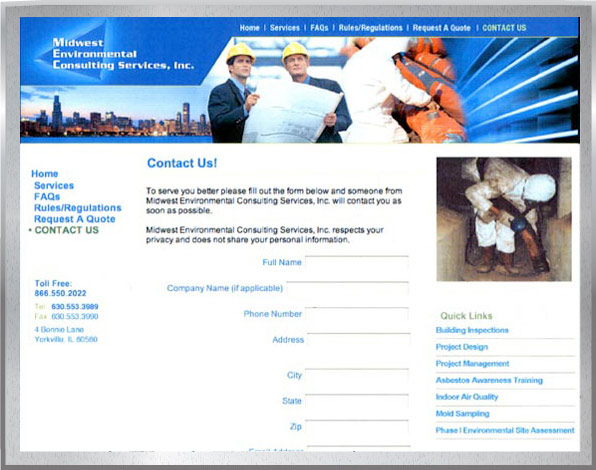 Home | Services | FAQs | Rules/Regulations | Request A Quote | CONTACT US
Midwest
Environmental
Consulting Services, Inc.
Home
Services
FAQs
Rules/Regulations
Request A Quote
• CONTACT US
Toll Free:
866.550.2022
Tel: 630.553.3989
Fax: 630.553.3990
4 Bonnie Lane
Yorkville, IL 60560
Contact Us!
To serve you better please fill out the form below and someone from
Midwest Environmental Consulting Services, Inc. will contact you as
soon as possible.
Midwest Environmental Consulting Services, Inc. respects your
privacy and does not share your personal information.
Full Name
Company Name (if applicable)
Phone Number
Address
City
State
Zip
Email Address
Quick Links
Building Inspections
Project Design
Project Management
Asbestos Awareness Training
Indoor Air Quality
Mold Sampling
Phase I Environmental Site Assessment